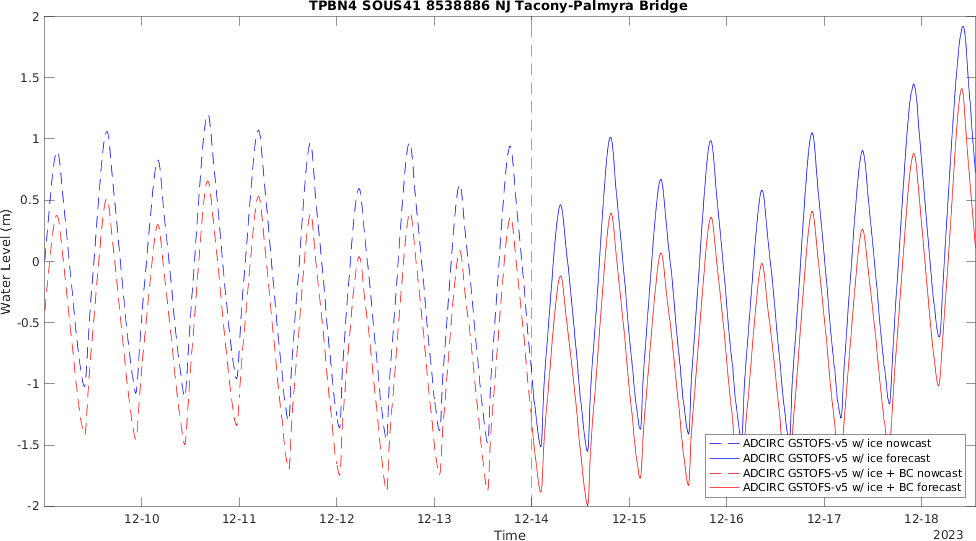 TPBN4 SOUS41 8538886 NJ Tacony-Palmyra Bridge
2
1.5
1
0.5
0
-0.5
-1
-1.5
-2
Water Level (m)
12-10
12-11
12-12
12-13
12-14
12-15
12-16
12-17
12-18
Time
2023
ADCIRC GSTOFS-v5 w/ ice nowcast
ADCIRC GSTOFS-v5 w/ ice forecast
ADCIRC GSTOFS-v5 w/ ice + BC nowcast
ADCIRC GSTOFS-v5 w/ ice + BC forecast